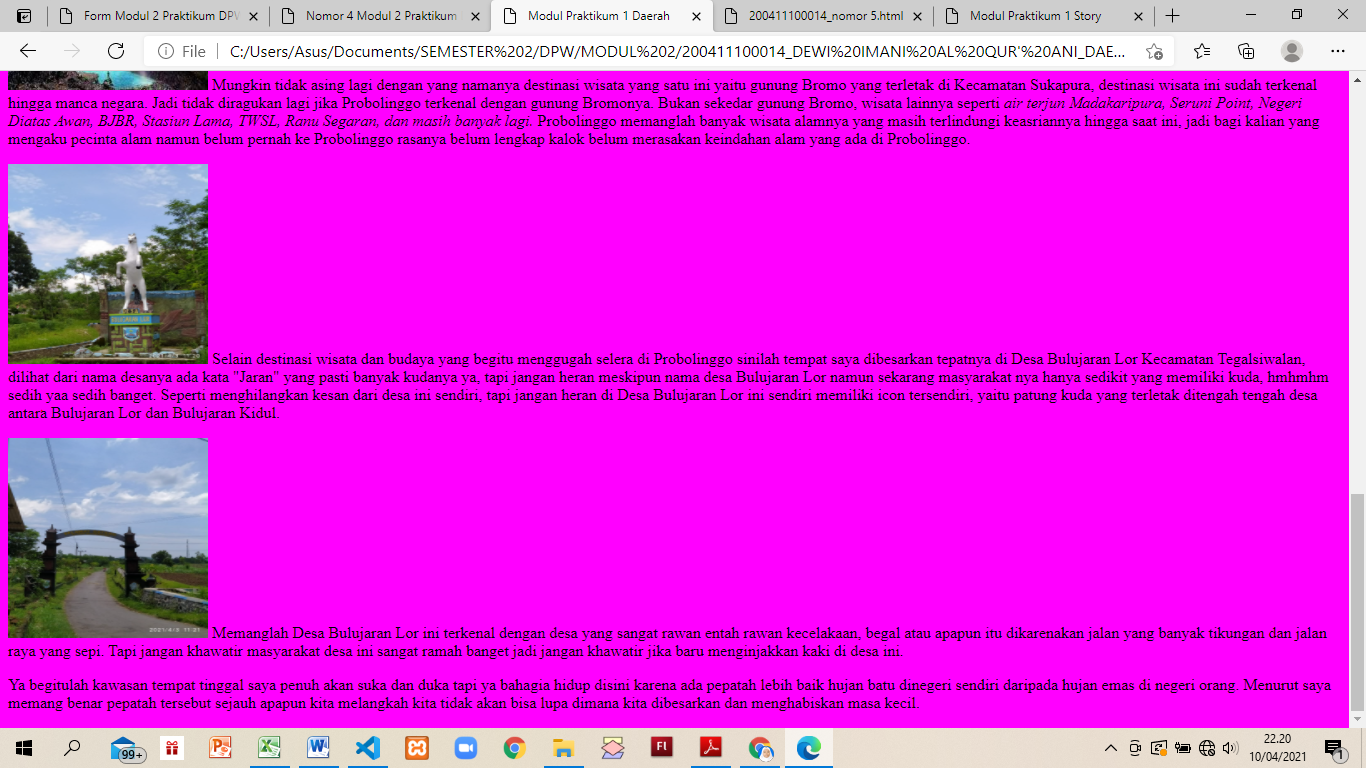 Form Modul 2 Praktikum DPW
Nomor 4 Modul 2 Praktikum
Modul Praktikum 1 Daerah
200411100014_nomor 5.html
Modul Praktikum 1 Story
File
C:/Users/Asus/Documents/SEMESTER%202/DPW/MODUL%202/200411100014_DEWI%20IMANI%20AL%20QUR'%20ANI_DAE...
Mungkin tidak asing lagi dengan yang namanya destinasi wisata yang satu ini yaitu gunung Bromo yang terletak di Kecamatan Sukapura, destinasi wisata ini sudah terkenal
hingga manca negara. Jadi tidak diragukan lagi jika Probolinggo terkenal dengan gunung Bromonya. Bukan sekedar gunung Bromo, wisata lainnya seperti air terjun Madakaripura, Seruni Point, Negeri
Diatas Awan, BJBR, Stasiun Lama, TWSL, Ranu Segaran, dan masih banyak lagi. Probolinggo memanglah banyak wisata alamnya yang masih terlindungi keasriannya hingga saat ini, jadi bagi kalian yang
mengaku pecinta alam namun belum pernah ke Probolinggo rasanya belum lengkap kalok belum merasakan keindahan alam yang ada di Probolinggo.
Selain destinasi wisata dan budaya yang begitu menggugah selera di Probolinggo sinilah tempat saya dibesarkan tepatnya di Desa Bulujaran Lor Kecamatan Tegalsiwalan,
dilihat dari nama desanya ada kata "Jaran" yang pasti banyak kudanya ya, tapi jangan heran meskipun nama desa Bulujaran Lor namun sekarang masyarakat nya hanya sedikit yang memiliki kuda, hmhmhm
sedih yaa sedih banget. Seperti menghilangkan kesan dari desa ini sendiri, tapi jangan heran di Desa Bulujaran Lor ini sendiri memiliki icon tersendiri, yaitu patung kuda yang terletak ditengah tengah desa
antara Bulujaran Lor dan Bulujaran Kidul.
Memanglah Desa Bulujaran Lor ini terkenal dengan desa yang sangat rawan entah rawan kecelakaan, begal atau apapun itu dikarenakan jalan yang banyak tikungan dan jalan
raya yang sepi. Tapi jangan khawatir masyarakat desa ini sangat ramah banget jadi jangan khawatir jika baru menginjakkan kaki di desa ini.
Ya begitulah kawasan tempat tinggal saya penuh akan suka dan duka tapi ya bahagia hidup disini karena ada pepatah lebih baik hujan batu dinegeri sendiri daripada hujan emas di negeri orang. Menurut saya
memang benar pepatah tersebut sejauh apapun kita melangkah kita tidak akan bisa lupa dimana kita dibesarkan dan menghabiskan masa kecil.
99+
22.20
10/04/2021
1